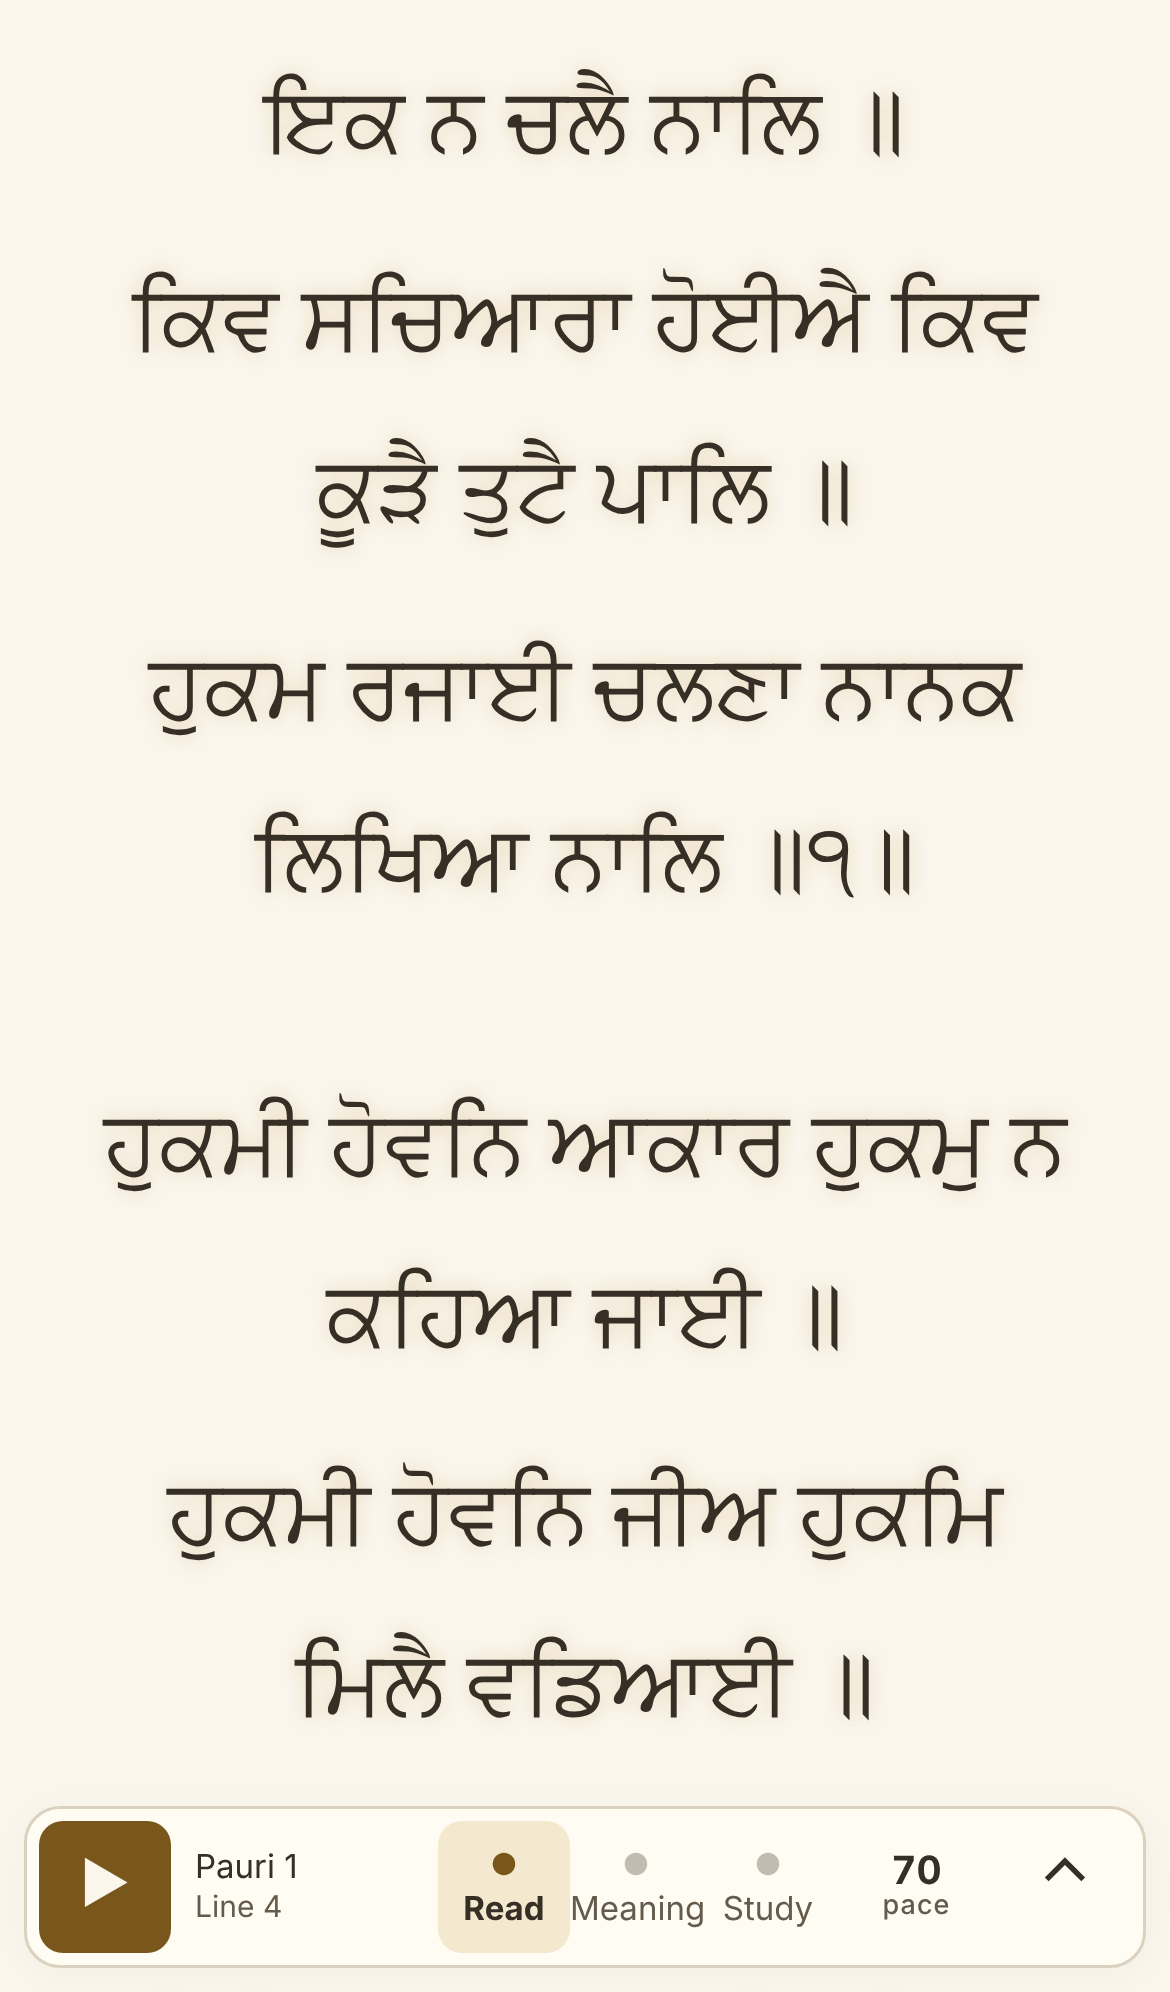 ਇਕ ਨ ਚਲੈ ਨਾਲਿ ॥
ਕਿਵ ਸਚਿਆਰਾ ਹੋਈਐ ਕਿਵ
ਕੂੜੈ ਤੁਟੈ ਪਾਲਿ ॥
ਹੁਕਮ ਰਜਾਈ ਚਲਣਾ ਨਾਨਕ
ਲਿਖਿਆ ਨਾਲਿ ॥੧॥
ਹੁਕਮੀ ਹੋਵਨਿ ਆਕਾਰ ਹੁਕਮੁ ਨ
ਕਹਿਆ ਜਾਈ ॥
ਹੁਕਮੀ ਹੋਵਨਿ ਜੀਅ ਹੁਕਮਿ
ਮਿਲੈ ਵਡਿਆਈ ॥
Pauri 1
Line 4
Read Meaning Study
70
pace